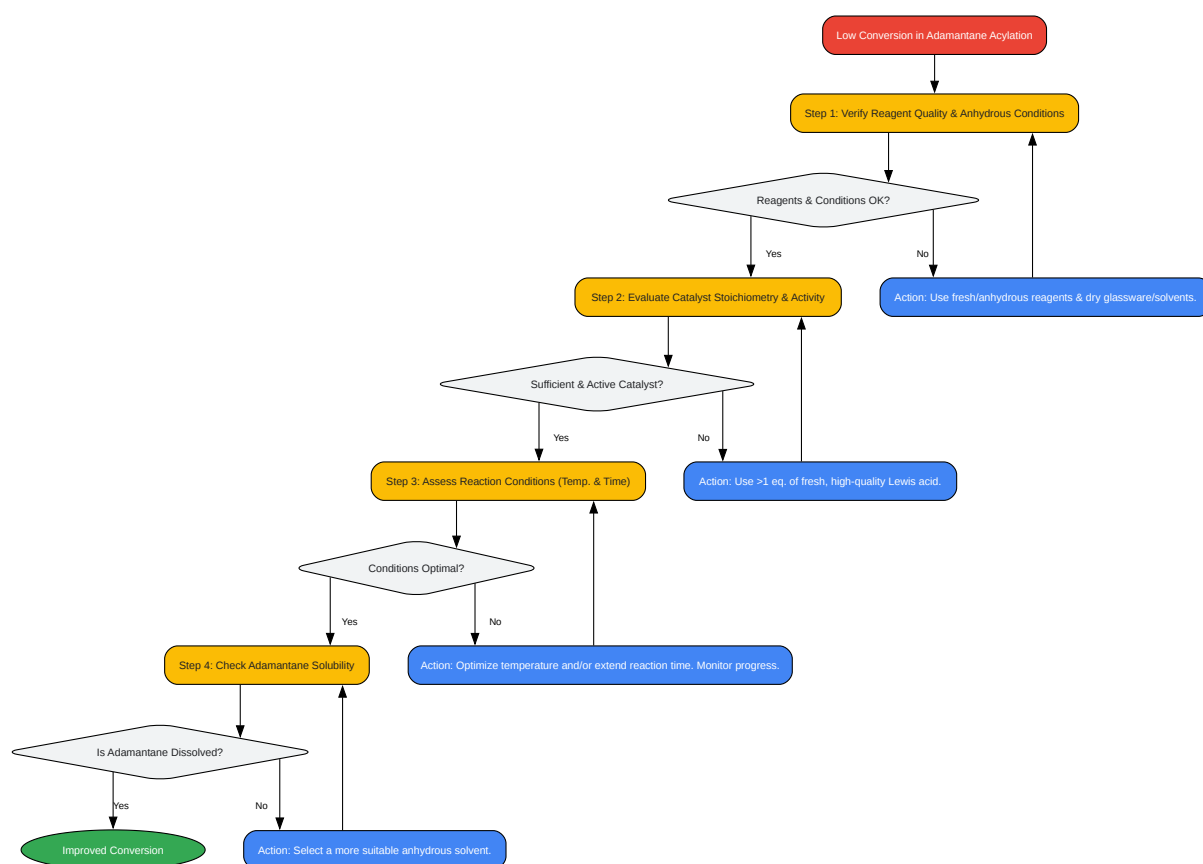 Low Conversion in Adamantane Acylation
Step 1: Verify Reagent Quality & Anhydrous Conditions
Reagents & Conditions OK?
Yes
No
Step 2: Evaluate Catalyst Stoichiometry & Activity
Action: Use fresh/anhydrous reagents & dry glassware/solvents.
Sufficient & Active Catalyst?
Yes
No
Step 3: Assess Reaction Conditions (Temp. & Time)
Action: Use >1 eq. of fresh, high-quality Lewis acid.
Conditions Optimal?
Yes
No
Step 4: Check Adamantane Solubility
Action: Optimize temperature and/or extend reaction time. Monitor progress.
Is Adamantane Dissolved?
Yes
No
Improved Conversion
Action: Select a more suitable anhydrous solvent.